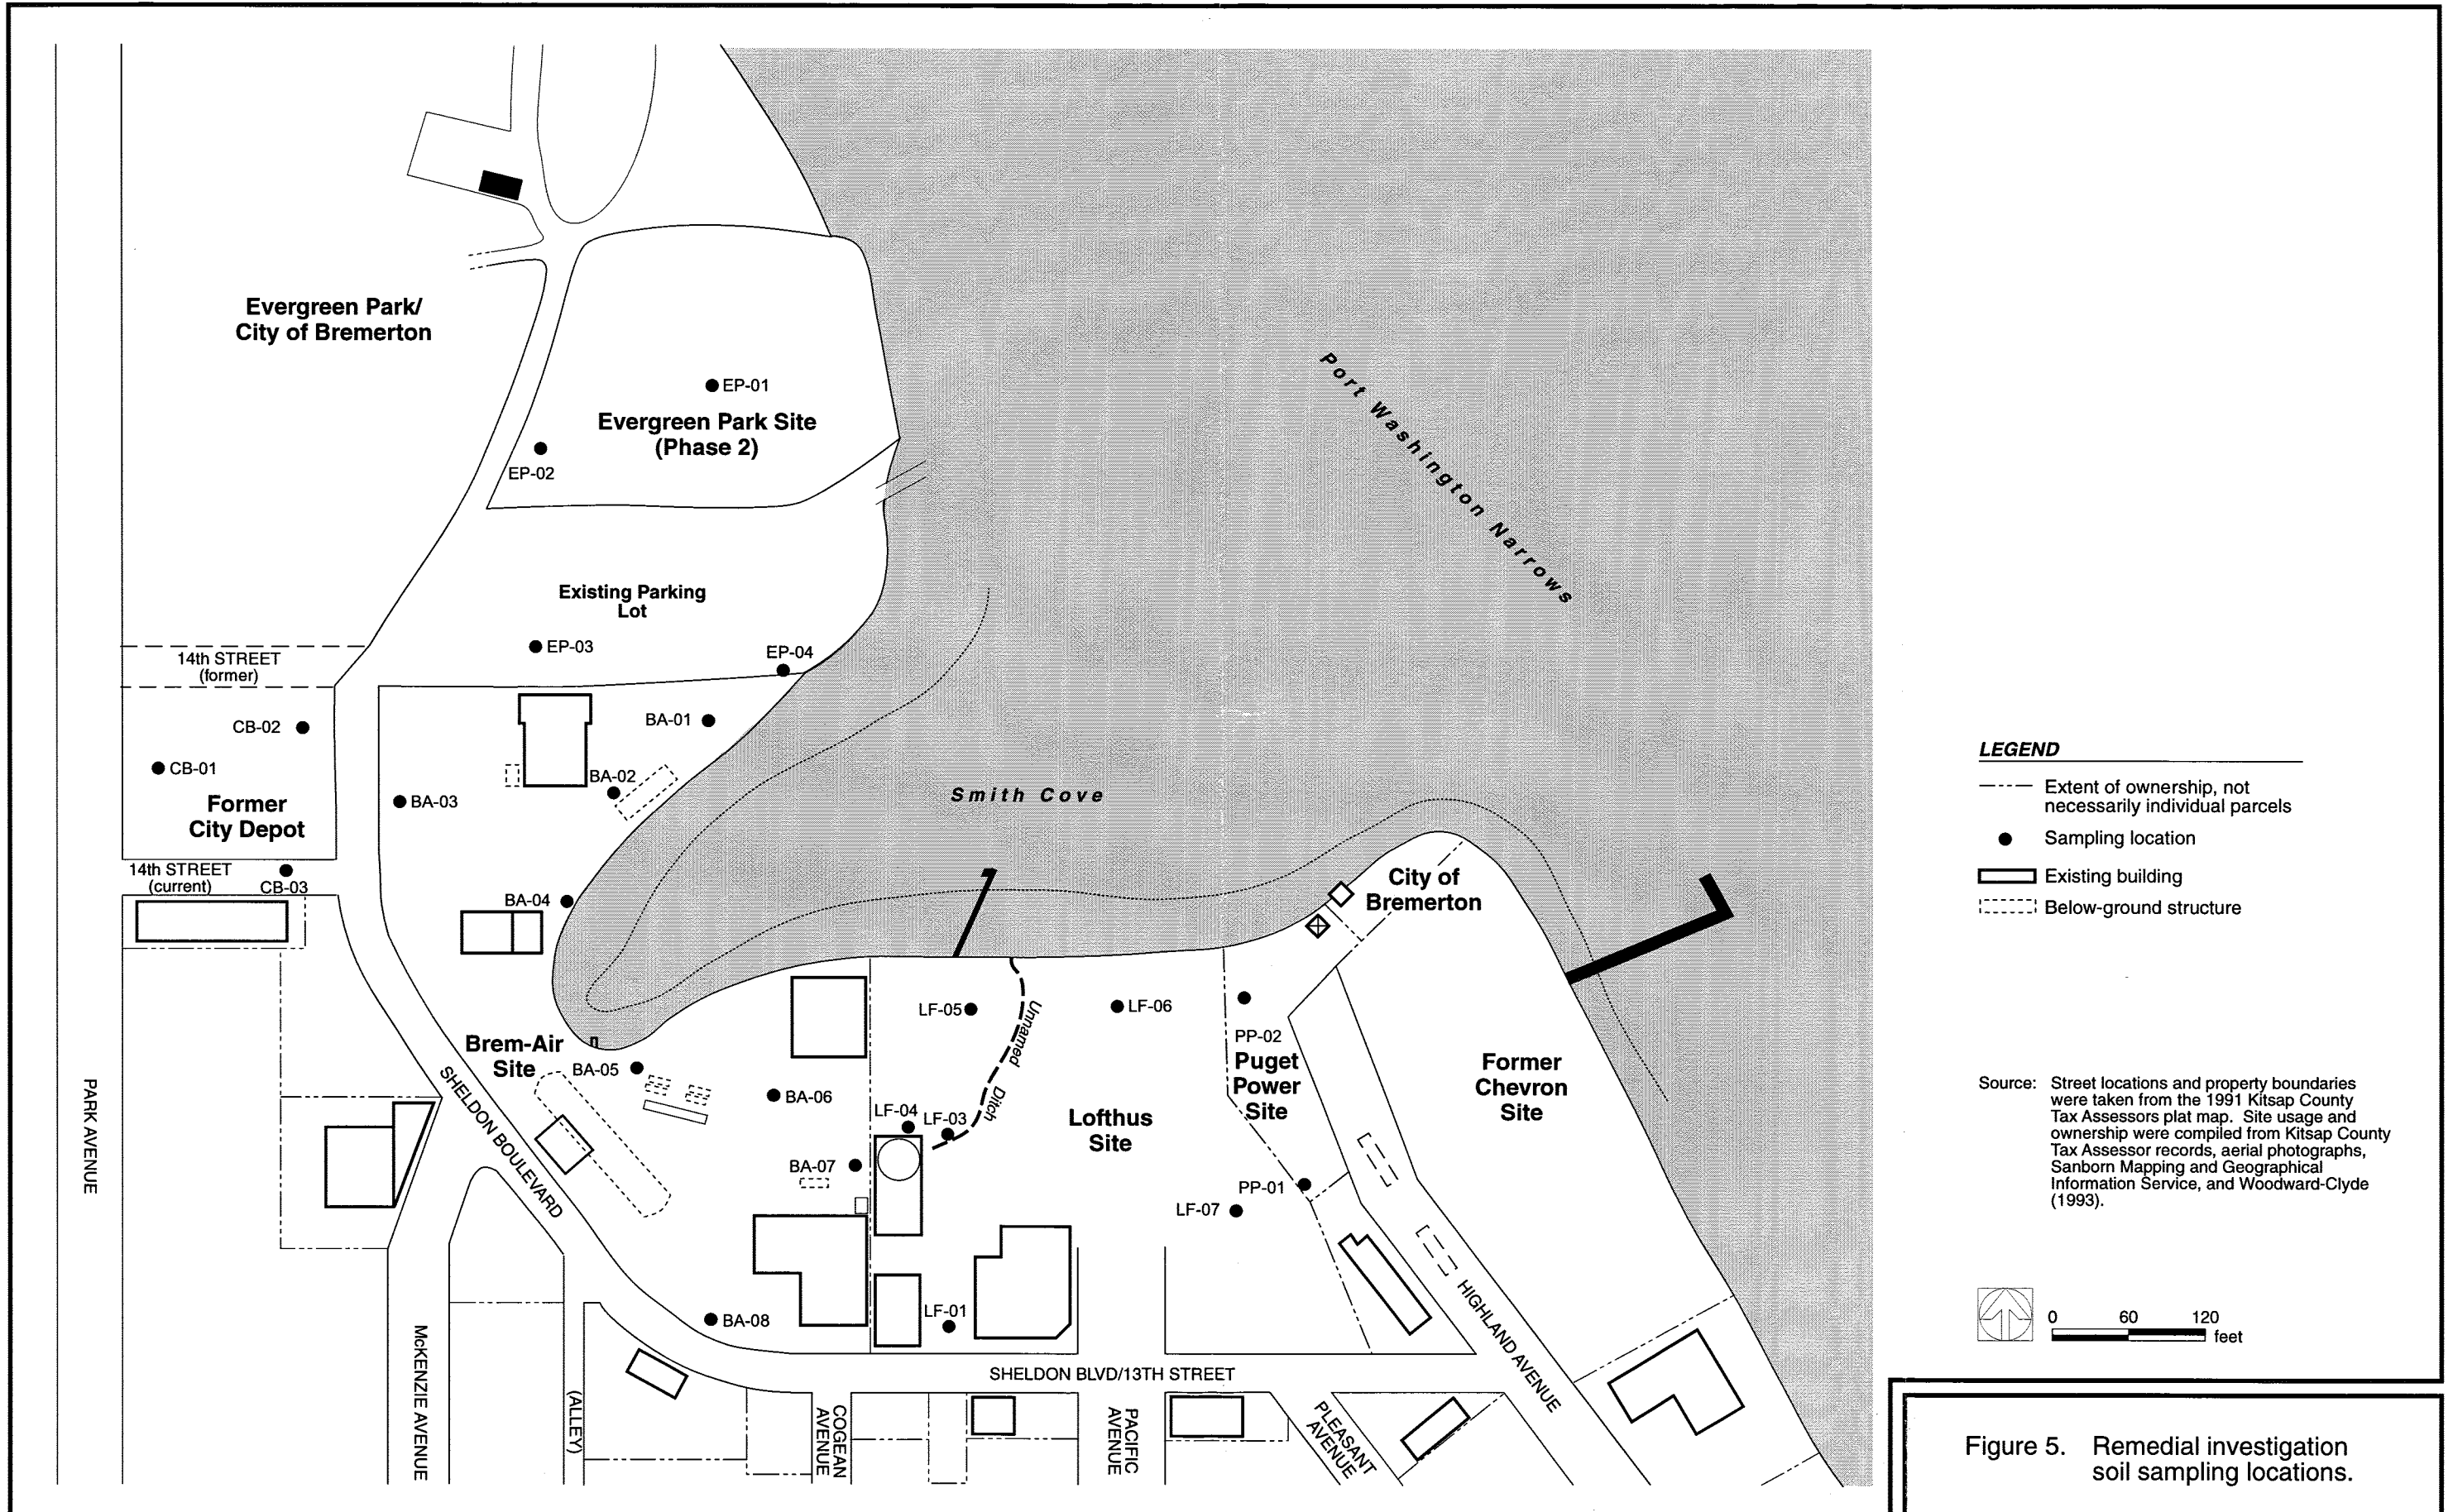 Evergreen Park/
City of Bremerton
EP-01
Evergreen Park Site
(Phase 2)
EP-02
Port Washington Narrows
Existing Parking
Lot
EP-03
EP-04
14th STREET
(former)
CB-02
BA-01
CB-01
BA-02
BA-03
Former
City Depot
Smith Cove
14th STREET
(current)
CB-03
BA-04
City of
Bremerton
LF-05
Unnamed Ditch
LF-06
PP-02
Brem-Air
Site
BA-05
BA-06
LF-04
LF-03
Lofthus
Site
Puget
Power
Site
Former
Chevron
Site
PARK AVENUE
SHELDON BOULEVARD
BA-07
PP-01
LF-07
BA-08
LF-01
HIGHLAND AVENUE
SHELDON BLVD/13TH STREET
McKENZIE AVENUE
(ALLEY)
COGEAN
AVENUE
PACIFIC
AVENUE
PLEASANT
AVENUE
LEGEND
Extent of ownership, not
necessarily individual parcels
Sampling location
Existing building
Below-ground structure
Source: Street locations and property boundaries
were taken from the 1991 Kitsap County
Tax Assessors plat map. Site usage and
ownership were compiled from Kitsap County
Tax Assessor records, aerial photographs,
Sanborn Mapping and Geographical
Information Service, and Woodward-Clyde
(1993).
0 60 120
feet
Figure 5. Remedial investigation
soil sampling locations.